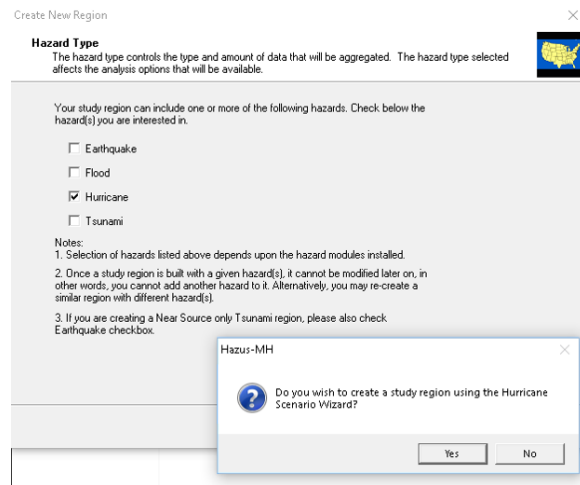 Create New Region
Hazard Type
The hazard type controls the type and amount of data that will be aggregated. The hazard type selected
affects the analysis options that will be available.
Your study region can include one or more of the following hazards. Check below the
hazard(s) you are interested in.
Earthquake
Flood
Hurricane
Tsunami
Notes:
1. Selection of hazards listed above depends upon the hazard modules installed.
2. Once a study region is built with a given hazard(s), it cannot be modified later on, in
other words, you cannot add another hazard to it. Alternatively, you may re-create a
similar region with different hazard(s).
3. If you are creating a Near Source only Tsunami region, please also check
Earthquake checkbox.
Hazus-MH
Do you wish to create a study region using the Hurricane
Scenario Wizard?
Yes
No